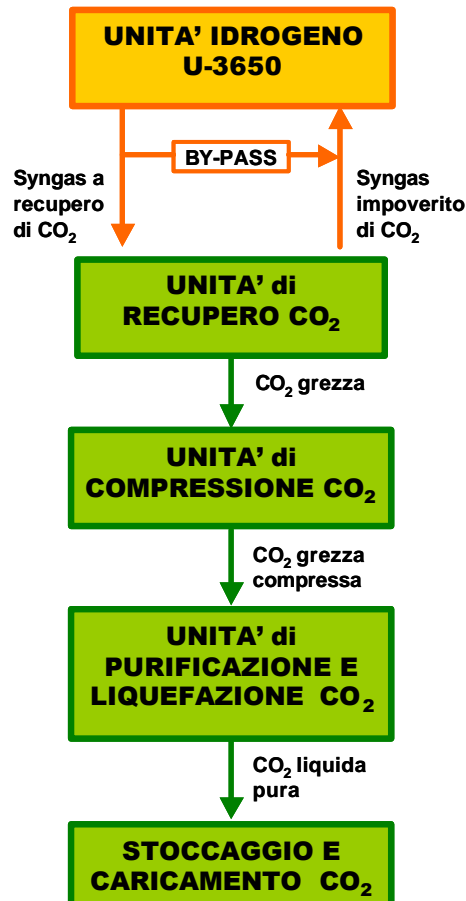 UNITA' IDROGENO
U-3650
BY-PASS
Syngas a
recupero
di CO₂
Syngas
impoverito
di CO₂
UNITA' di
RECUPERO CO₂
CO₂ grezza
UNITA' di
COMPRESSIONE CO₂
CO₂ grezza
compressa
UNITA' di
PURIFICAZIONE E
LIQUEFAZIONE CO₂
CO₂ liquida
pura
STOCCAGGIO E
CARICAMENTO CO₂